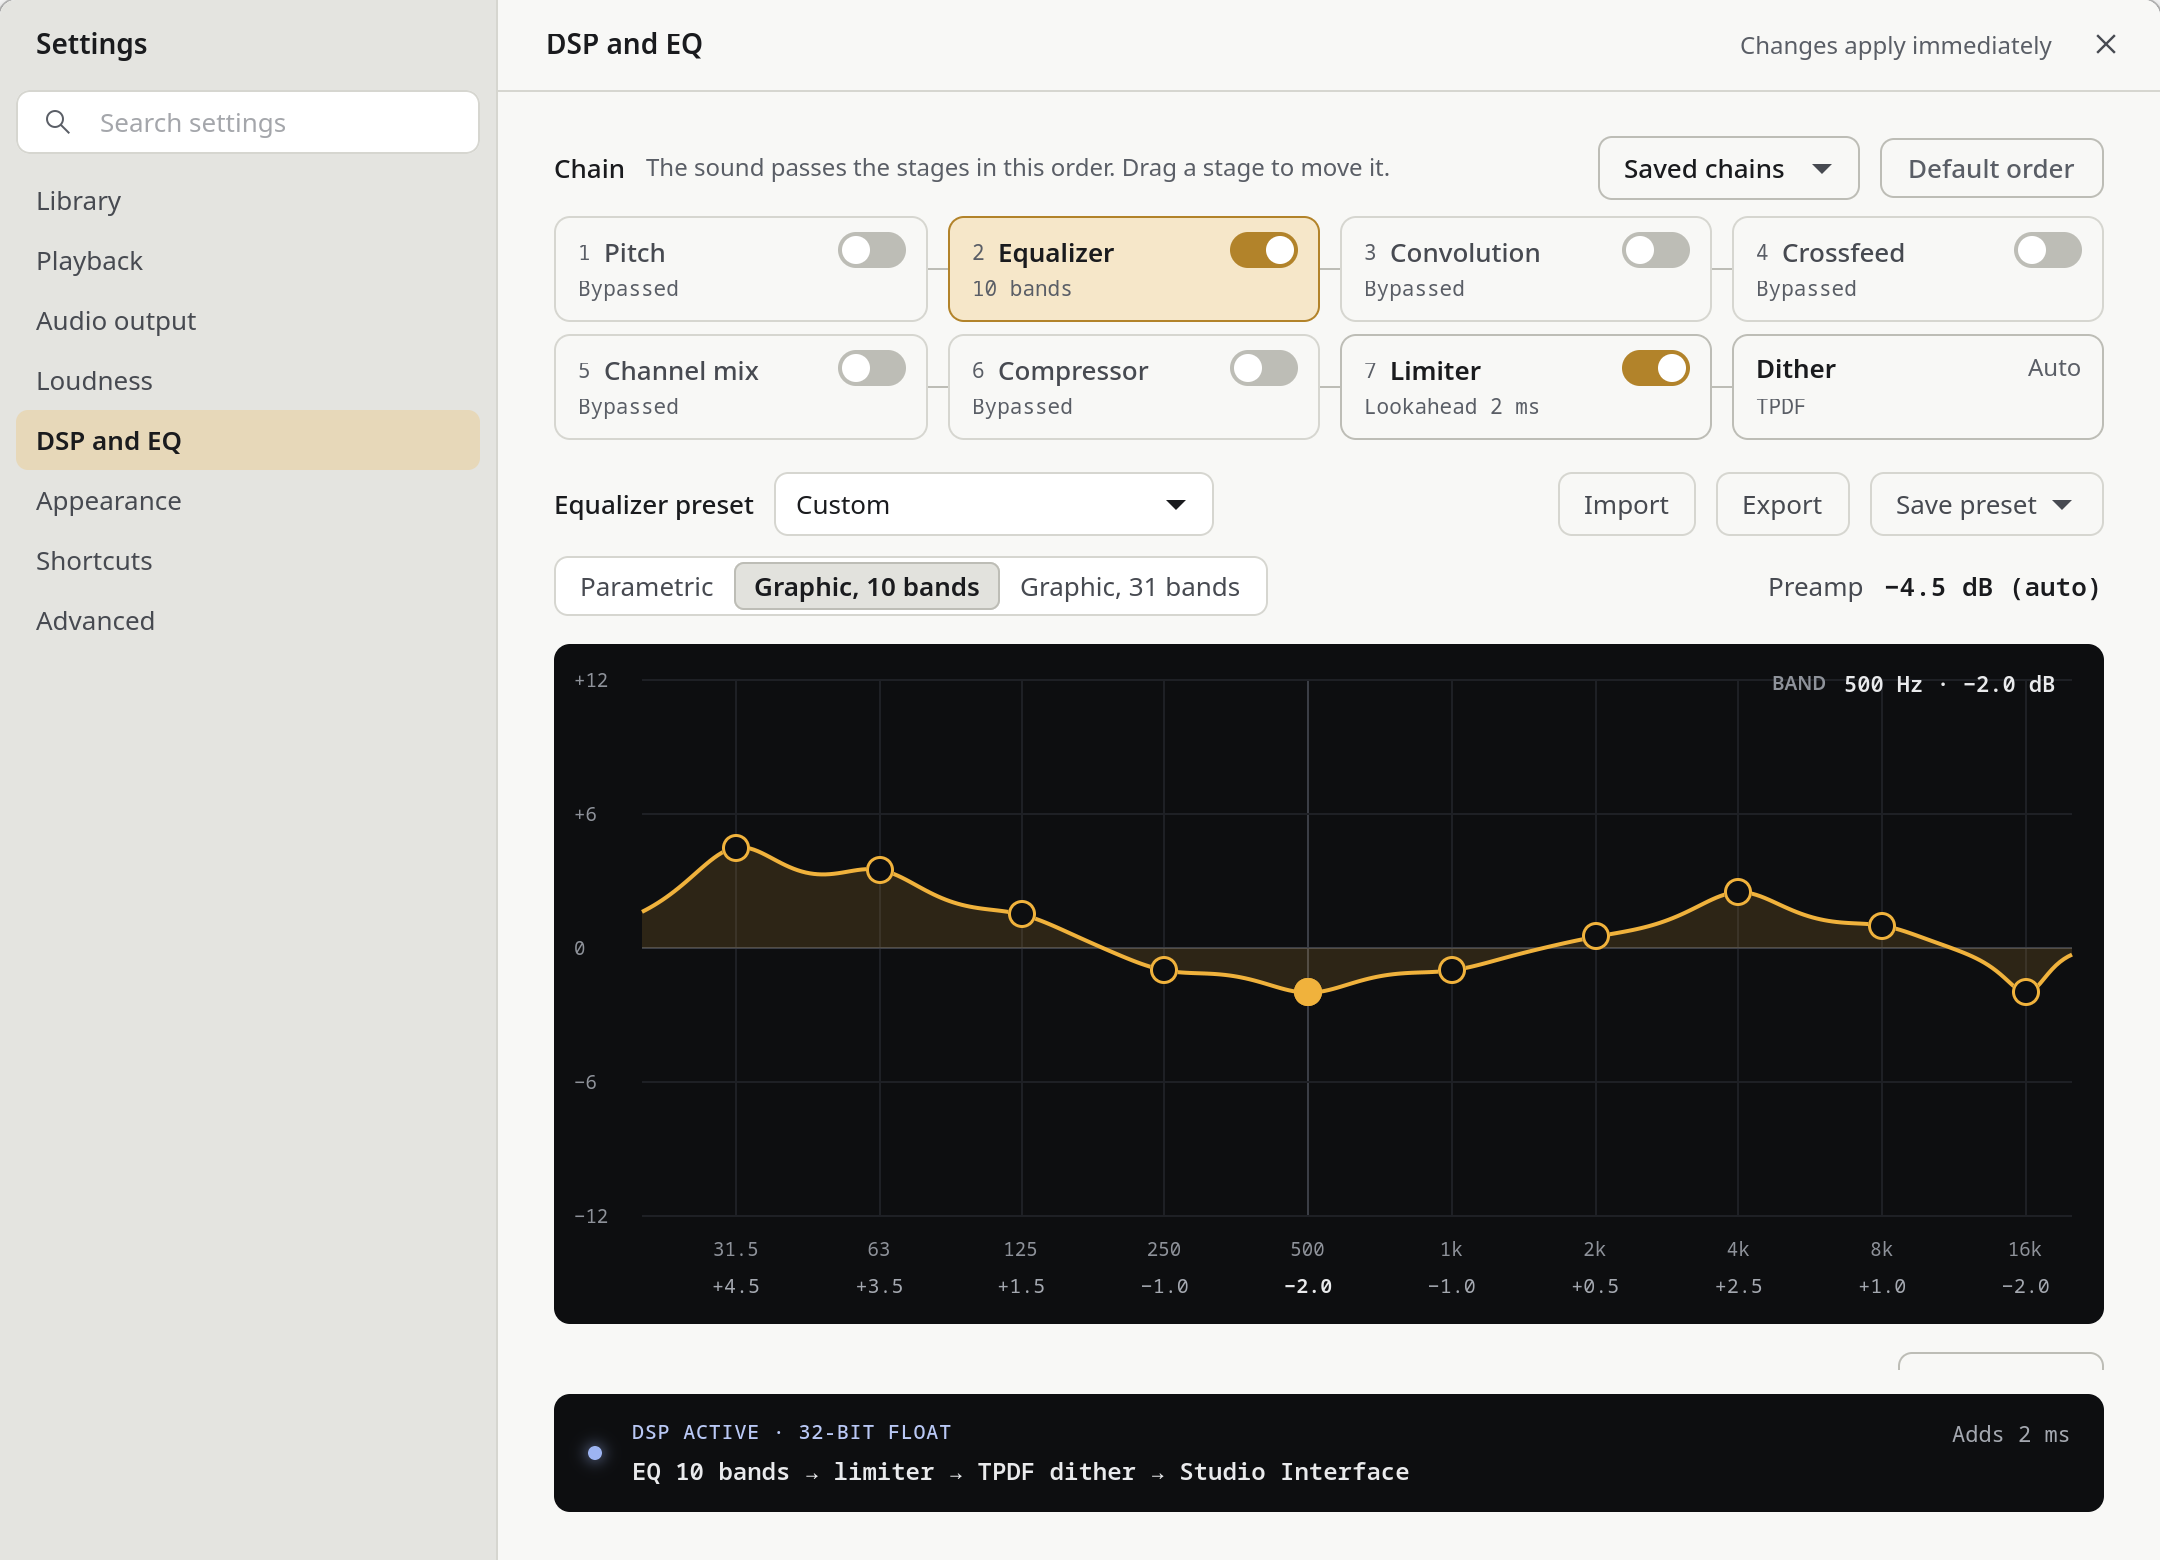 Settings
Search settings
Library
Playback
Audio output
Loudness
DSP and EQ
Appearance
Shortcuts
Advanced
DSP and EQ
Changes apply immediately
Chain The sound passes the stages in this order. Drag a stage to move it.
Saved chains
Default order
1 Pitch
Bypassed
2 Equalizer
10 bands
3 Convolution
Bypassed
4 Crossfeed
Bypassed
5 Channel mix
Bypassed
6 Compressor
Bypassed
7 Limiter
Lookahead 2 ms
Dither Auto
TPDF
Equalizer preset Custom
Import
Export
Save preset
Parametric Graphic, 10 bands Graphic, 31 bands
Preamp −4.5 dB (auto)
BAND 500 Hz · −2.0 dB
+12
+6
0
−6
−12
31.5 63 125 250 500 1k 2k 4k 8k 16k
+4.5 +3.5 +1.5 −1.0 −2.0 −1.0 +0.5 +2.5 +1.0 −2.0
DSP ACTIVE · 32-BIT FLOAT
Adds 2 ms
EQ 10 bands → limiter → TPDF dither → Studio Interface